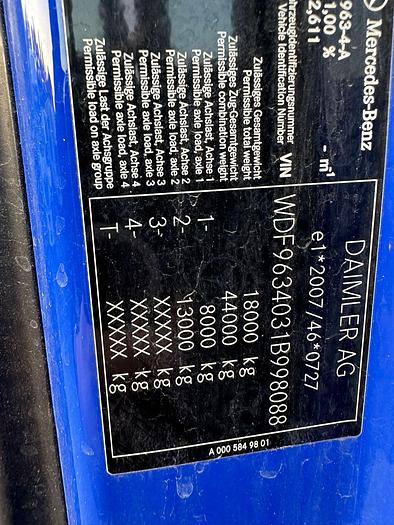 Mercedes-Benz
963-4-A
1,00 %
2,611
- m⁻¹
DAIMLER AG
e1*2007/46*0727
Fahrzeugidentifizierungsnummer
Vehicle Identification Number VIN WDF9634031B998088
Zulässiges Gesamtgewicht
Permissible total weight 18000 kg
Zulässiges Zug-Gesamtgewicht
Permissible combination weight 44000 kg
Zulässige Achslast, Achse 1
Permissible axle load, axle 1 1- 8000 kg
Zulässige Achslast, Achse 2
Permissible axle load, axle 2 2- 13000 kg
Zulässige Achslast, Achse 3
Permissible axle load, axle 3 3- XXXXX kg
Zulässige Achslast, Achse 4
Permissible axle load, axle 4 4- XXXXX kg
Zulässige Last der Achsgruppe
Permissible load on axle group T- XXXXX kg
A 000 584 98 01